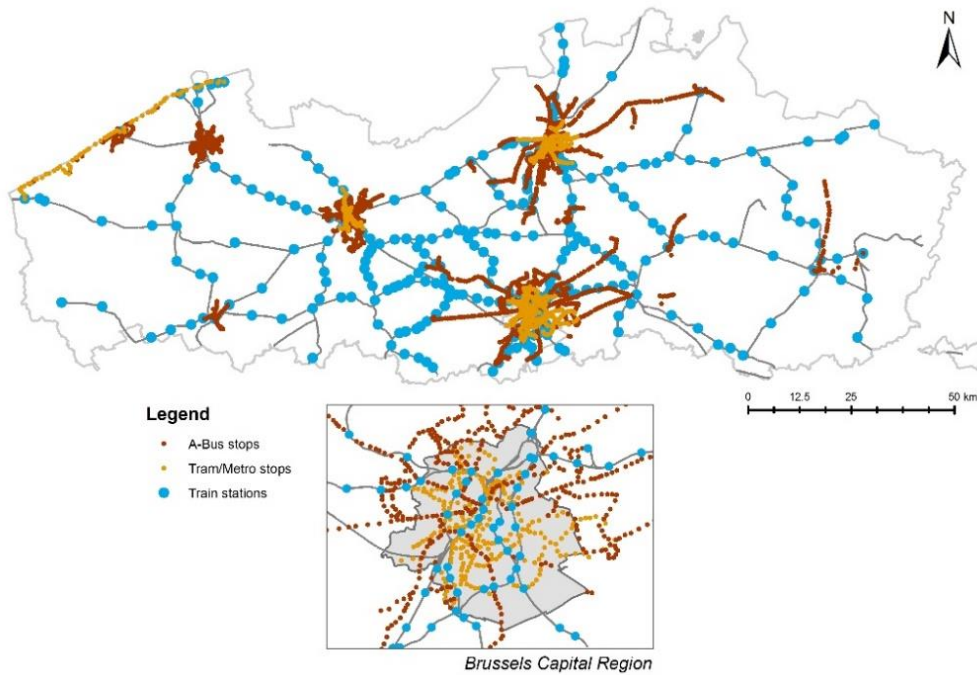 N
0 12.5 25 50 km
Legend
A-Bus stops
Tram/Metro stops
Train stations
Brussels Capital Region